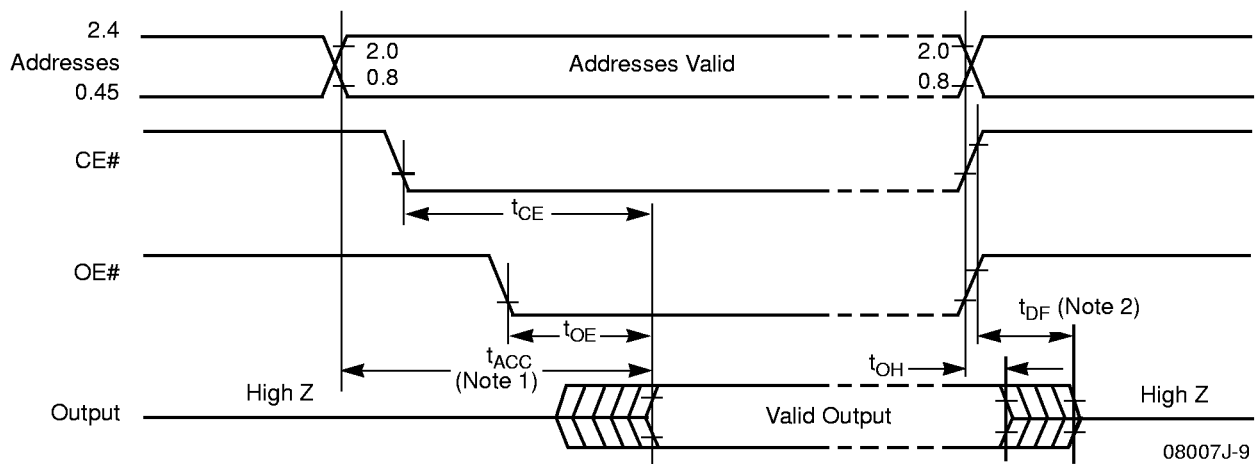 2.4
Addresses
0.45
2.0
0.8
Addresses Valid
2.0
0.8
CE#
tCE
OE#
tOE
tDF (Note 2)
tACC
(Note 1)
tOH
High Z
Output
Valid Output
High Z
08007J-9